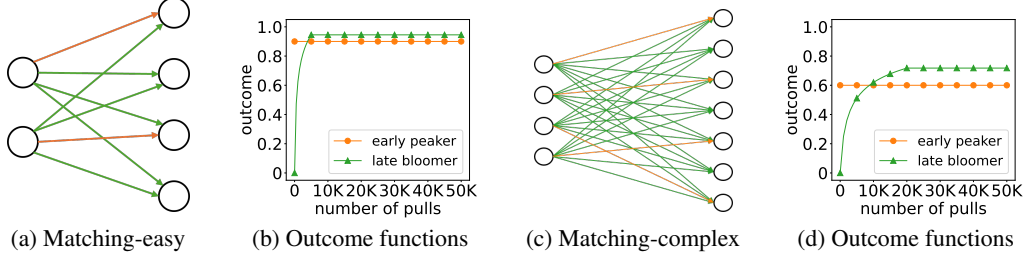 1.0
0.8
0.6
0.4
0.2
0
outcome
early peaker
late bloomer
0 10K 20K 30K 40K 50K
number of pulls
1.0
0.8
0.6
0.4
0.2
0
outcome
early peaker
late bloomer
0 10K 20K 30K 40K 50K
number of pulls
(a) Matching-easy
(b) Outcome functions
(c) Matching-complex
(d) Outcome functions